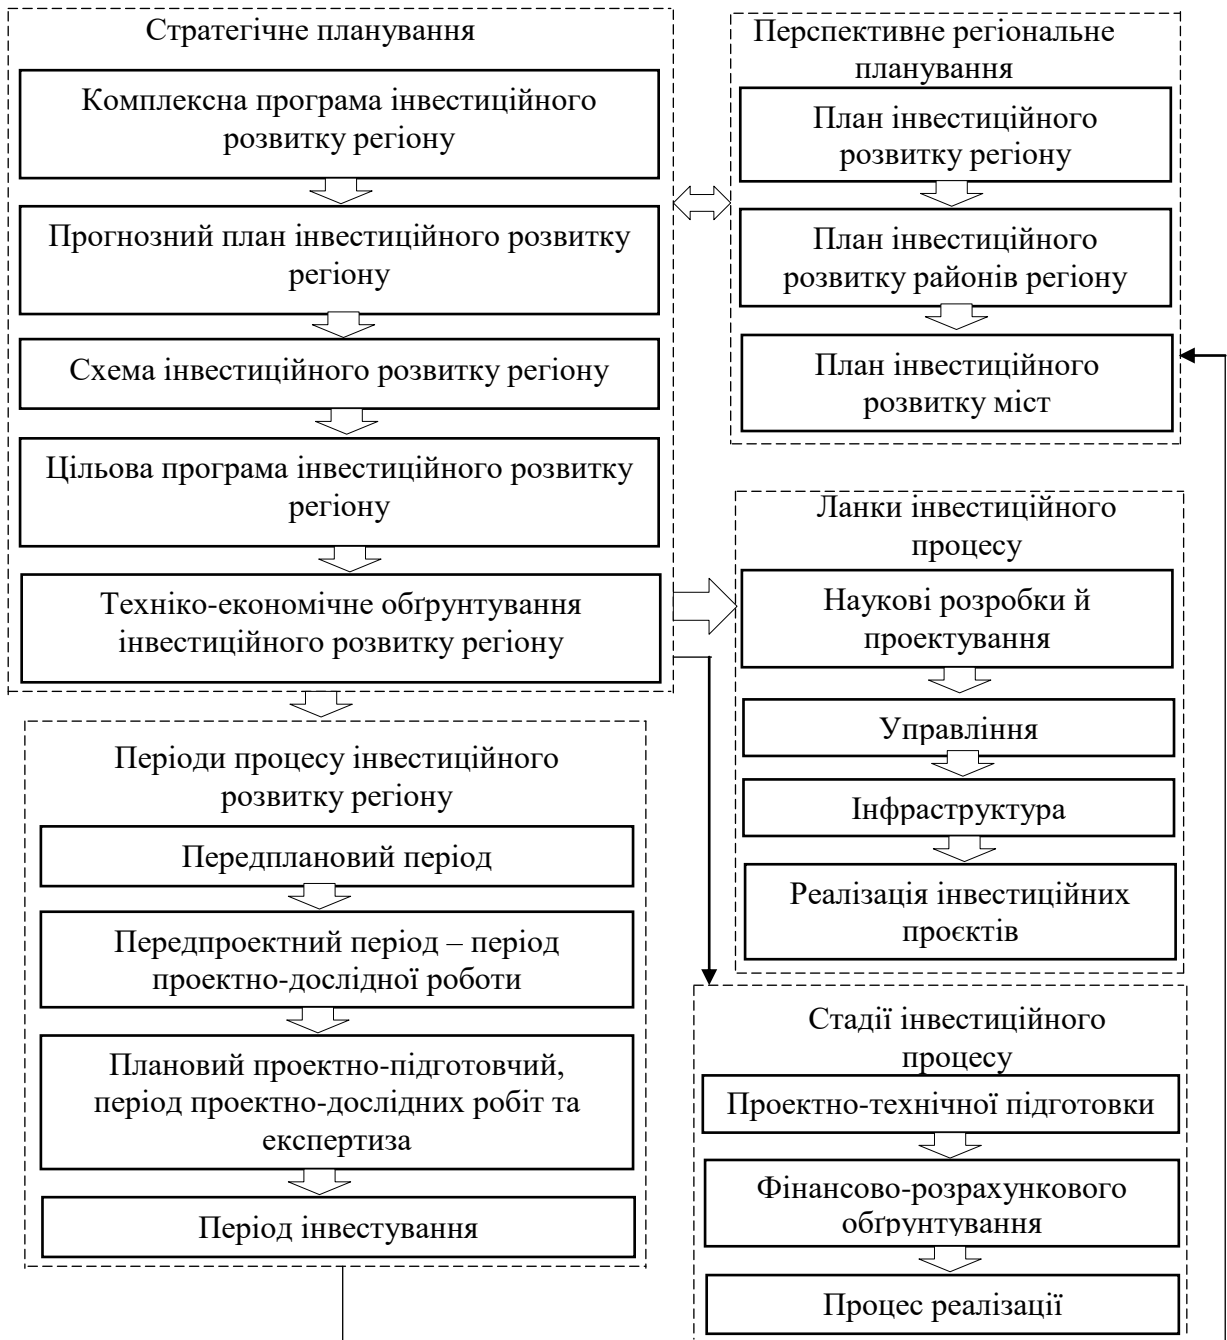 Стратегічне планування
Комплексна програма інвестиційного
розвитку регіону
Прогнозний план інвестиційного розвитку
регіону
Схема інвестиційного розвитку регіону
Цільова програма інвестиційного розвитку
регіону
Техніко-економічне обґрунтування
інвестиційного розвитку регіону
Перспективне регіональне
планування
План інвестиційного
розвитку регіону
План інвестиційного
розвитку районів регіону
План інвестиційного
розвитку міст
Ланки інвестиційного
процесу
Наукові розробки й
проектування
Управління
Інфраструктура
Реалізація інвестиційних
проєктів
Періоди процесу інвестиційного
розвитку регіону
Передплановий період
Передпроектний період – період
проектно-дослідної роботи
Плановий проектно-підготовчий,
період проектно-дослідних робіт та
експертиза
Період інвестування
Стадії інвестиційного
процесу
Проектно-технічної підготовки
Фінансово-розрахункового
обґрунтування
Процес реалізації